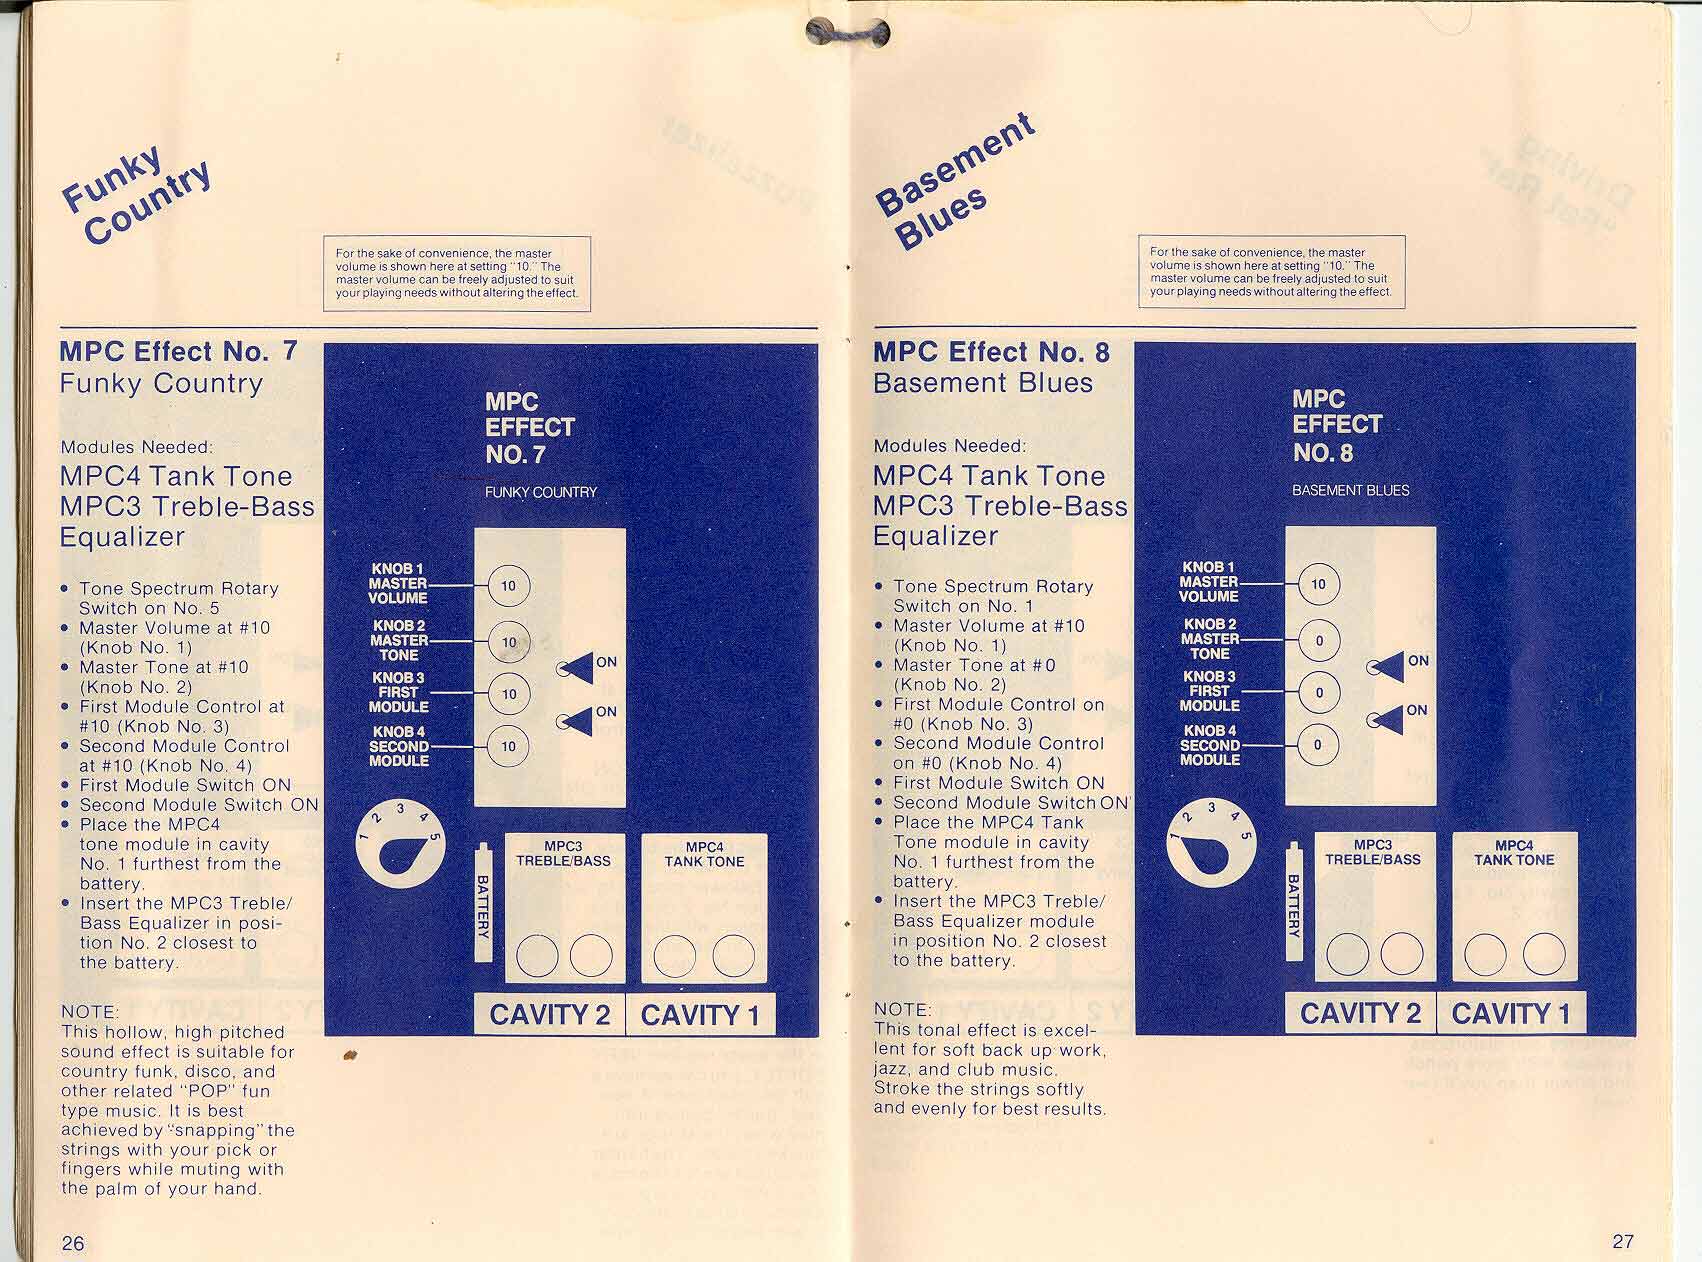 Funky
Country
For the sake of convenience, the master
volume is shown here at setting "10." The
master volume can be freely adjusted to suit
your playing needs without altering the effect.
MPC Effect No. 7
Funky Country
Modules Needed:
MPC4 Tank Tone
MPC3 Treble-Bass
Equalizer
• Tone Spectrum Rotary
Switch on No. 5
• Master Volume at #10
(Knob No. 1)
• Master Tone at #10
(Knob No. 2)
• First Module Control at
#10 (Knob No. 3)
• Second Module Control
at #10 (Knob No. 4)
• First Module Switch ON
• Second Module Switch ON
• Place the MPC4
tone module in cavity
No. 1 furthest from the
battery.
• Insert the MPC3 Treble/
Bass Equalizer in posi-
tion No. 2 closest to
the battery.
NOTE:
This hollow, high pitched
sound effect is suitable for
country funk, disco, and
other related "POP" fun
type music. It is best
achieved by "snapping" the
strings with your pick or
fingers while muting with
the palm of your hand.
26
MPC
EFFECT
NO. 7
FUNKY COUNTRY
KNOB 1
MASTER
VOLUME
10
KNOB 2
MASTER
TONE
10
ON
KNOB 3
FIRST
MODULE
10
ON
KNOB 4
SECOND
MODULE
10
1 2 3 4 5
BATTERY
MPC3
TREBLE/BASS
MPC4
TANK TONE
CAVITY 2
CAVITY 1
Basement
Blues
For the sake of convenience, the master
volume is shown here at setting "10." The
master volume can be freely adjusted to suit
your playing needs without altering the effect.
MPC Effect No. 8
Basement Blues
Modules Needed:
MPC4 Tank Tone
MPC3 Treble-Bass
Equalizer
• Tone Spectrum Rotary
Switch on No. 1
• Master Volume at #10
(Knob No. 1)
• Master Tone at #0
(Knob No. 2)
• First Module Control on
#0 (Knob No. 3)
• Second Module Control
on #0 (Knob No. 4)
• First Module Switch ON
• Second Module Switch ON
• Place the MPC4 Tank
Tone module in cavity
No. 1 furthest from the
battery.
• Insert the MPC3 Treble/
Bass Equalizer module
in position No. 2 closest
to the battery.
NOTE:
This tonal effect is excel-
lent for soft back up work,
jazz, and club music.
Stroke the strings softly
and evenly for best results.
MPC
EFFECT
NO. 8
BASEMENT BLUES
KNOB 1
MASTER
VOLUME
10
KNOB 2
MASTER
TONE
0
ON
KNOB 3
FIRST
MODULE
0
ON
KNOB 4
SECOND
MODULE
0
1 2 3 4 5
BATTERY
MPC3
TREBLE/BASS
MPC4
TANK TONE
CAVITY 2
CAVITY 1
27